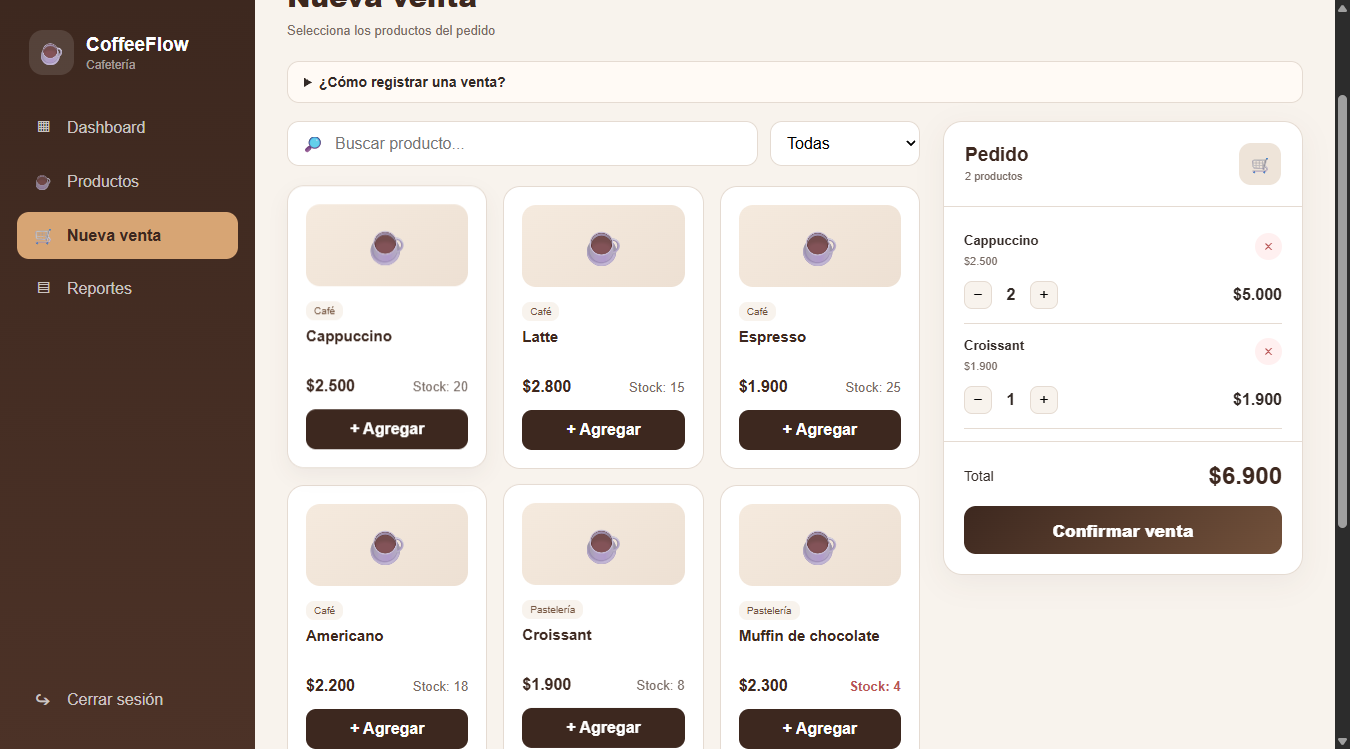 CoffeeFlow
Cafetería
Dashboard
Productos
Nueva venta
Reportes
Cerrar sesión
Nueva venta
Selecciona los productos del pedido
¿Cómo registrar una venta?
Buscar producto...
Todas
Café
Cappuccino
$2.500 Stock: 20
+ Agregar
Café
Latte
$2.800 Stock: 15
+ Agregar
Café
Espresso
$1.900 Stock: 25
+ Agregar
Café
Americano
$2.200 Stock: 18
+ Agregar
Pastelería
Croissant
$1.900 Stock: 8
+ Agregar
Pastelería
Muffin de chocolate
$2.300 Stock: 4
+ Agregar
Pedido
2 productos
Cappuccino ×
$2.500
− 2 + $5.000
Croissant ×
$1.900
− 1 + $1.900
Total $6.900
Confirmar venta